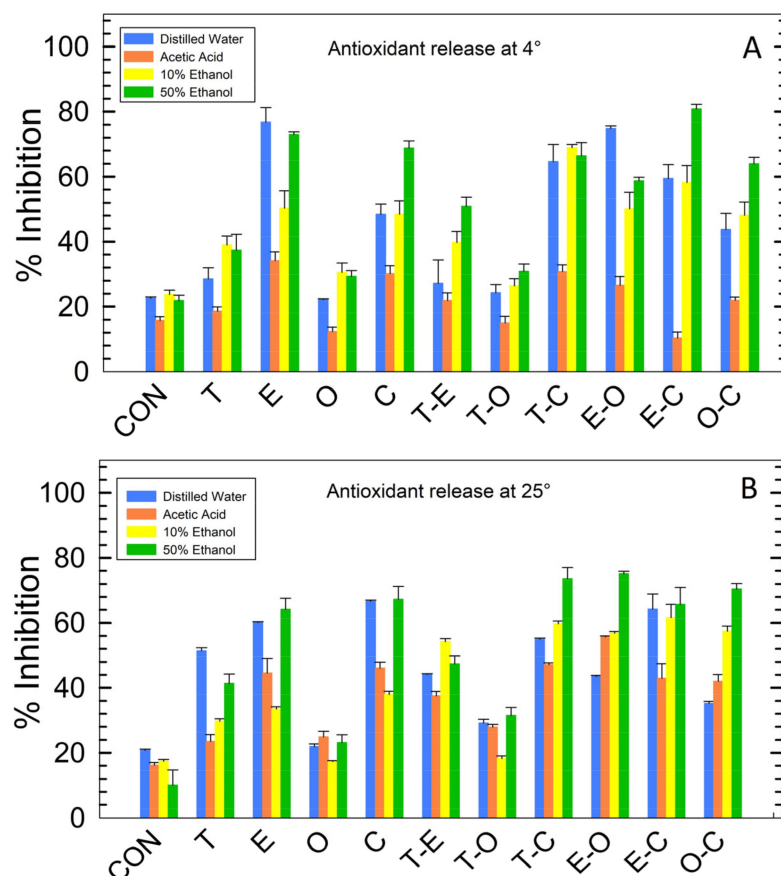 Antioxidant release at 4°
A
Distilled Water
Acetic Acid
10% Ethanol
50% Ethanol
% Inhibition
100
80
60
40
20
0
CON T E O C T-E T-O T-C E-O E-C O-C
Antioxidant release at 25°
B
Distilled Water
Acetic Acid
10% Ethanol
50% Ethanol
% Inhibition
100
80
60
40
20
0
CON T E O C T-E T-O T-C E-O E-C O-C